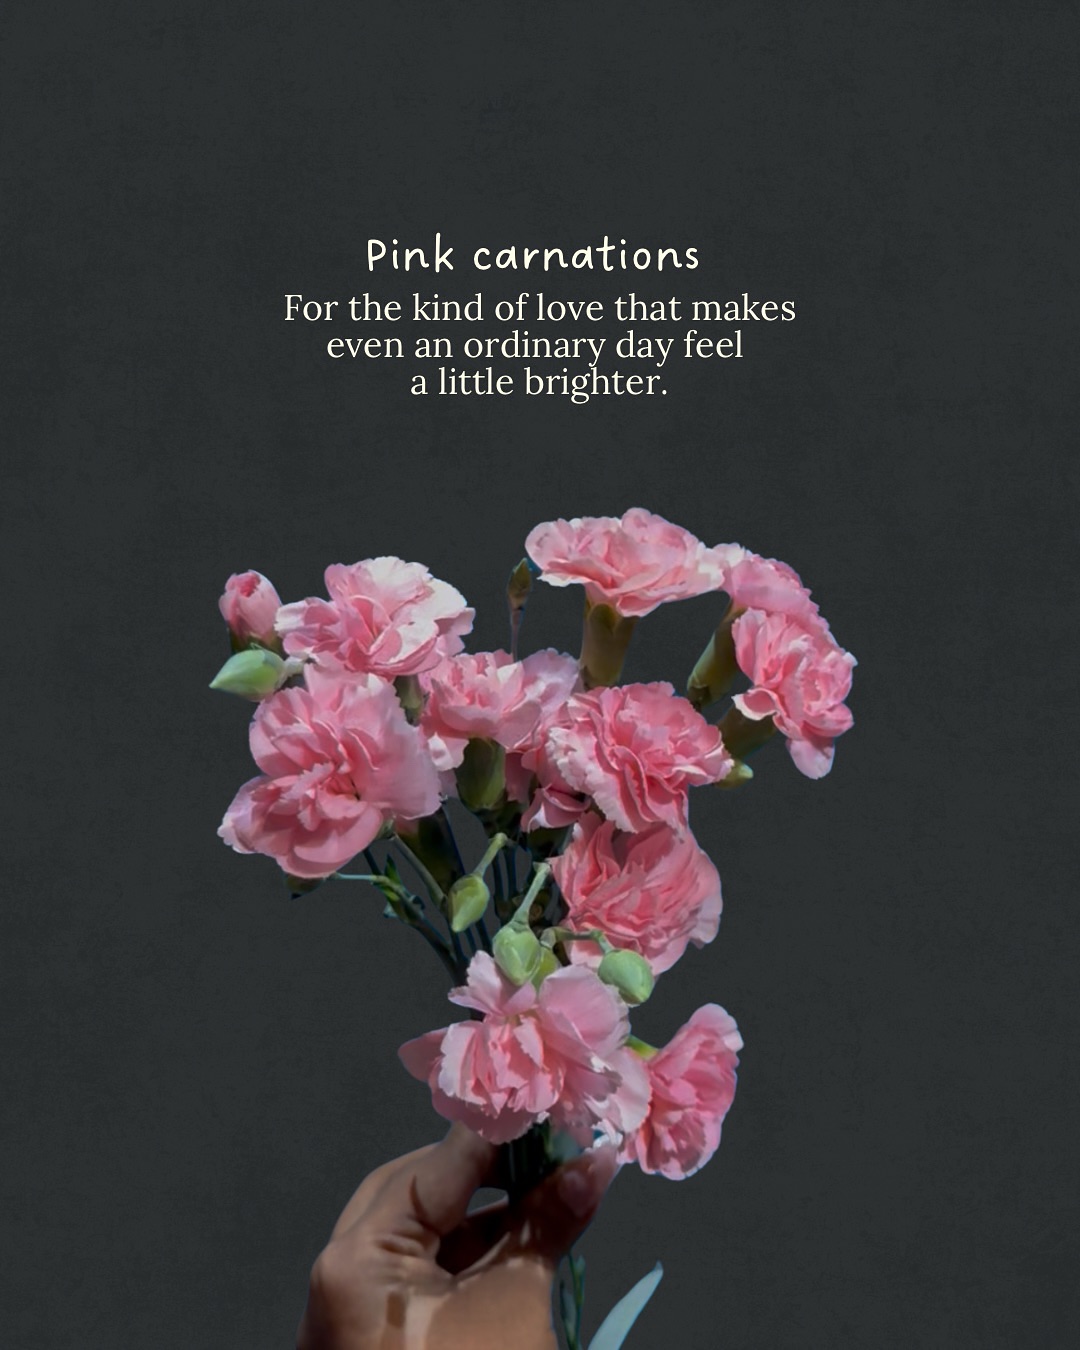 Pink carnations
For the kind of love that makes
even an ordinary day feel
a little brighter.